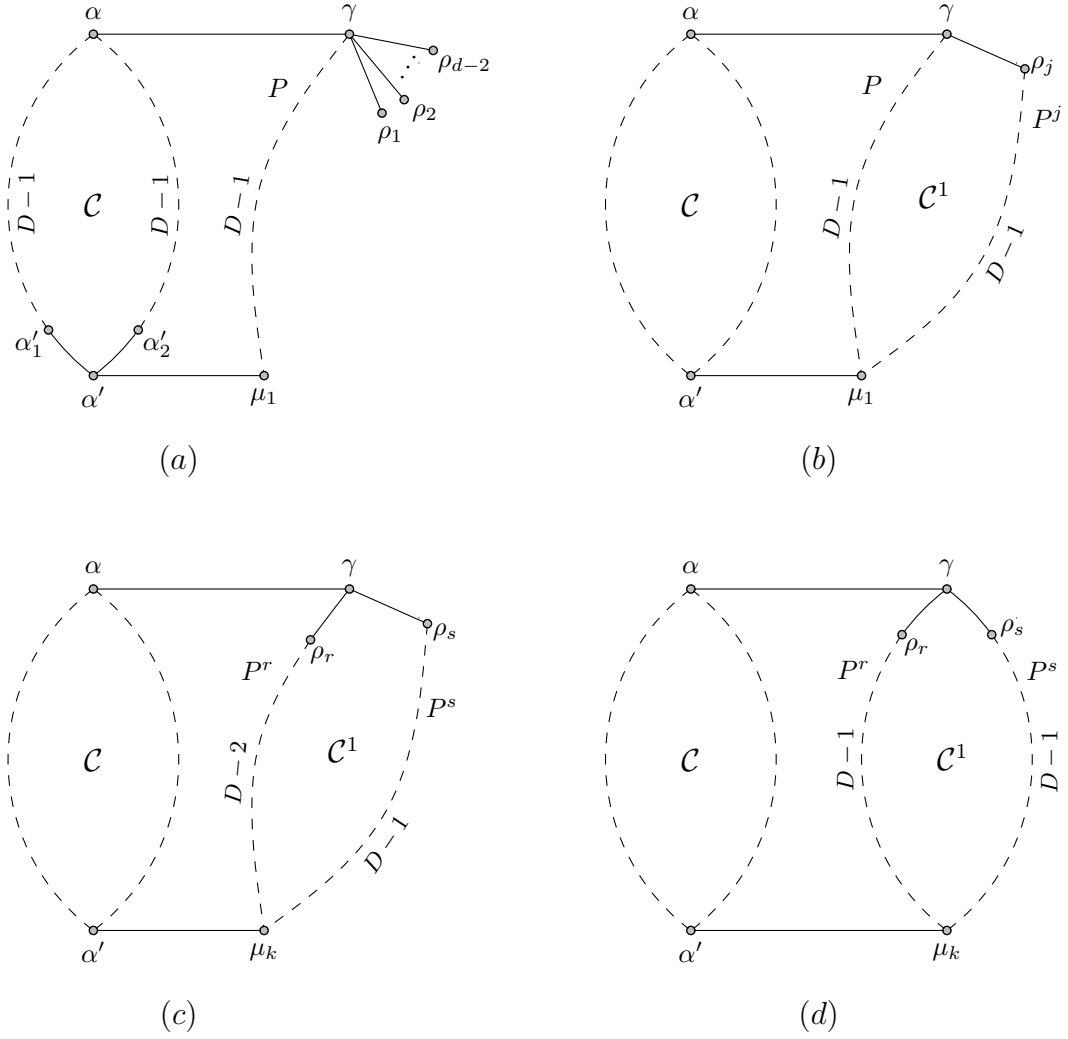 α γ α γ
ρ_{d−2} ρ_j
P P P^j
ρ_2
ρ_1
D−1 𝒞 D−1 D−1 𝒞 D−1 𝒞^1
D−1
α′_1 α′_2
α′ μ_1 α′ μ_1
(a) (b)
α γ α γ
ρ_s ρ_s
ρ_r ρ_r
P^r P^s P^r P^s
𝒞 D−2 𝒞^1 𝒞 D−1 𝒞^1 D−1
D−1
α′ μ_k α′ μ_k
(c) (d)